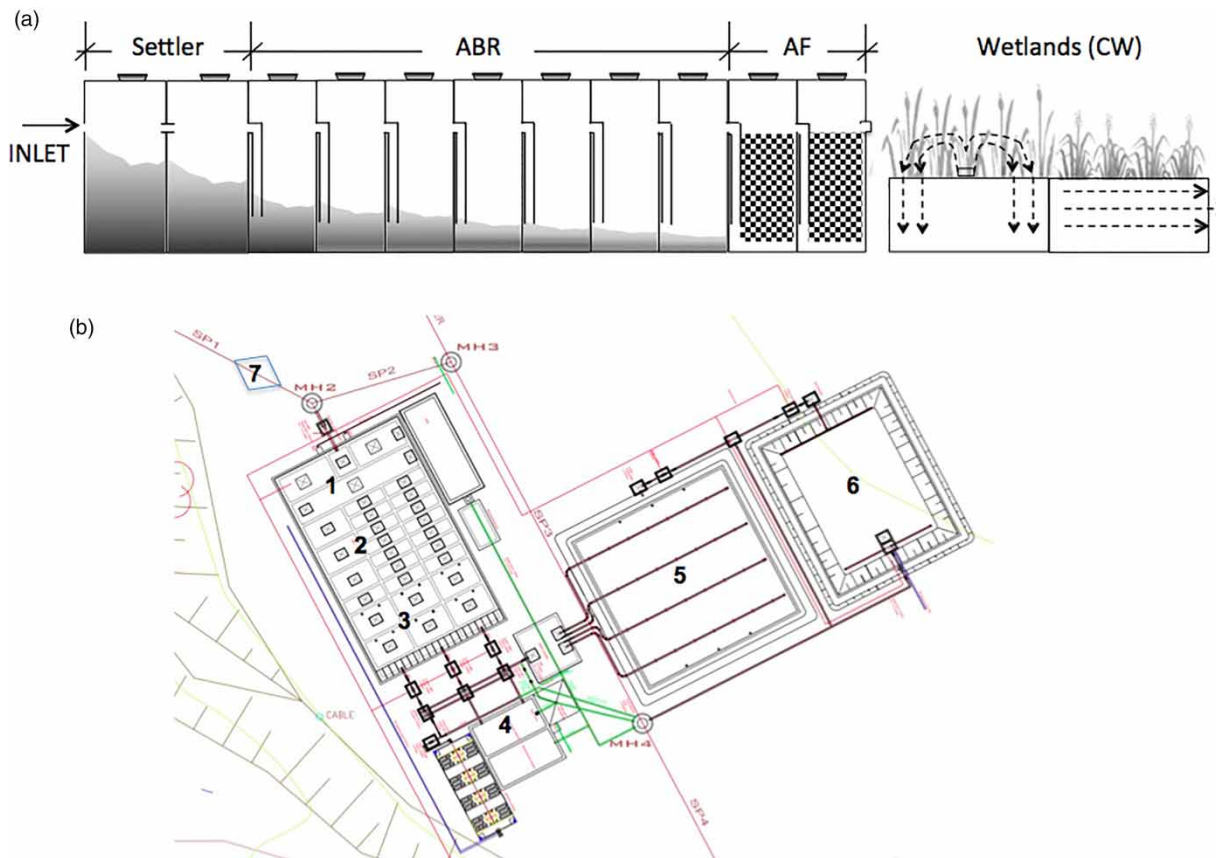 (a)
Settler ABR AF Wetlands (CW)
INLET
(b)
SP1
7
MH2
SP2
MH3
1
2
3
4
5
6
SP3
CABLE
MH4
SP4